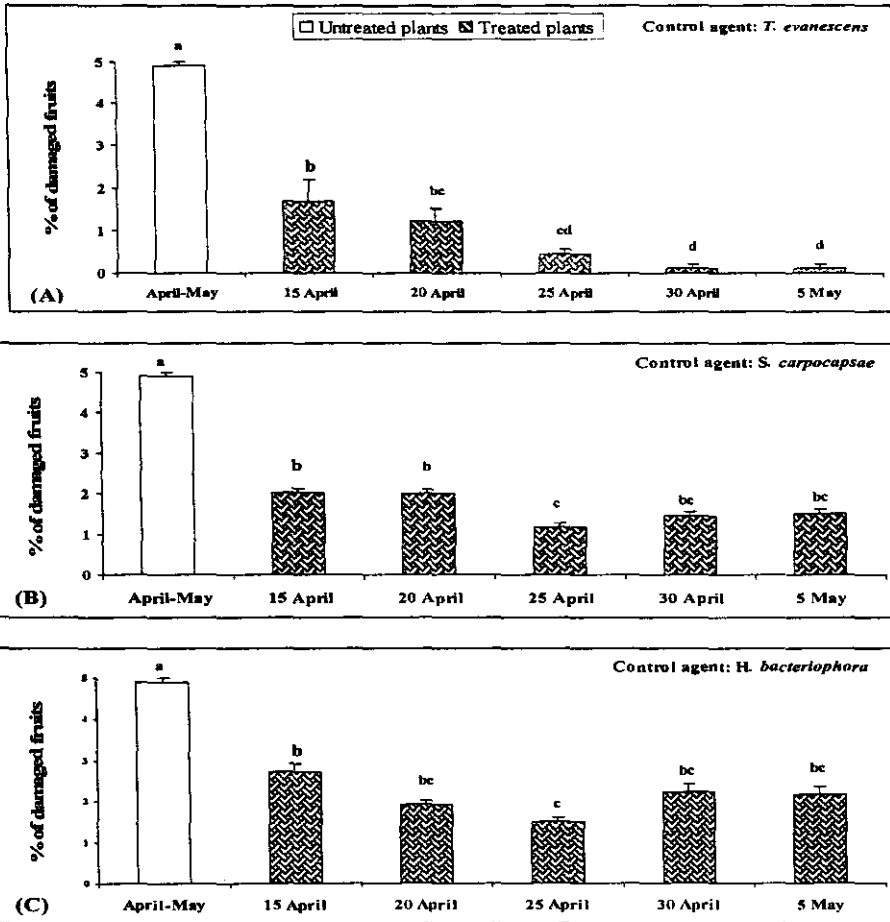 □ Untreated plants ▧ Treated plants
Control agent: T. evanescens
% of damaged fruits
5
4
3
2
1
0
a
b
bc
cd
d
d
April-May 15 April 20 April 25 April 30 April 5 May
(A)
Control agent: S. carpocapsae
% of damaged fruits
5
4
3
2
1
0
a
b
b
c
bc
bc
April-May 15 April 20 April 25 April 30 April 5 May
(B)
Control agent: H. bacteriophora
% of damaged fruits
4
3
0
a
b
bc
c
bc
bc
April-May 15 April 20 April 25 April 30 April 5 May
(C)